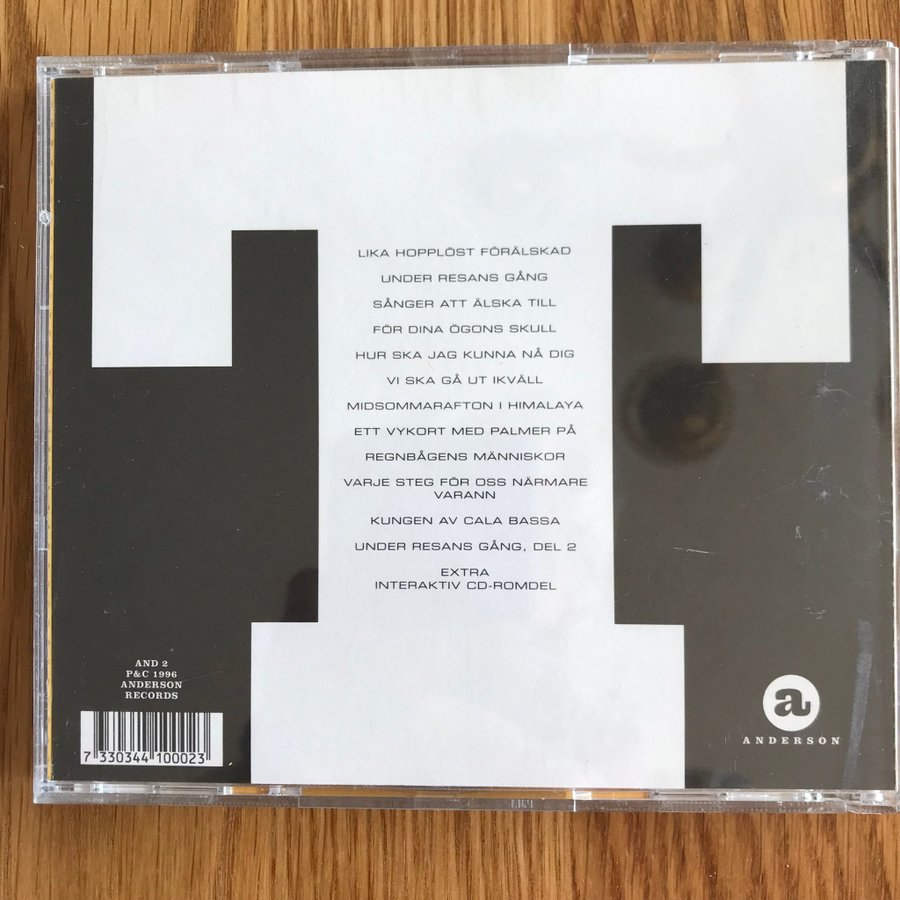 LIKA HOPPLÖST FÖRÄLSKAD
UNDER RESANS GÅNG
SÅNGER ATT ÄLSKA TILL
FÖR DINA ÖGONS SKULL
HUR SKA JAG KUNNA NÅ DIG
VI SKA GÅ UT IKVÄLL
MIDSOMMARAFTON I HIMALAYA
ETT VYKORT MED PALMER PÅ
REGNBÅGENS MÄNNISKOR
VARJE STEG FÖR OSS NÄRMARE
VARANN
KUNGEN AV CALA BASSA
UNDER RESANS GÅNG, DEL 2
EXTRA
INTERAKTIV CD-ROMDEL
AND 2
P&C 1996
ANDERSON
RECORDS
7 330344 100023
a
ANDERSON